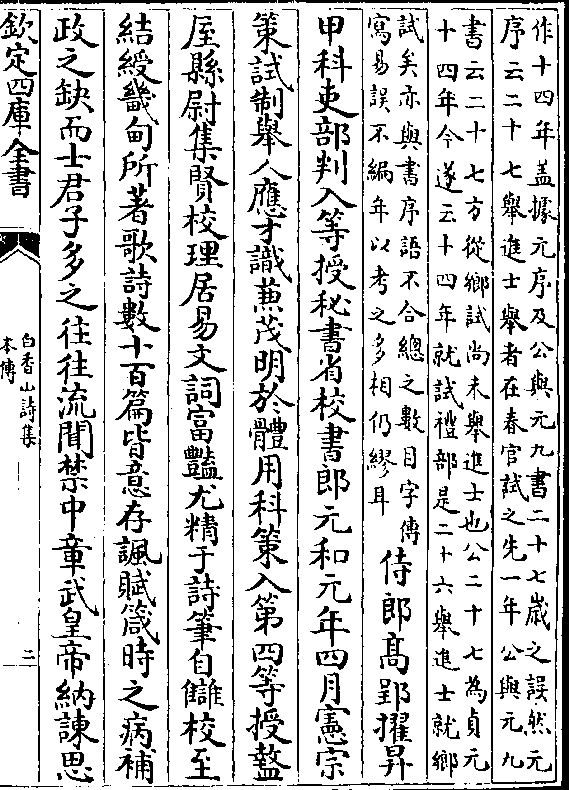 作十四年盖據元序及公與元九書二十七歳之誤然元
序云二十七舉進士舉者在春官試之先一年公與元九
書云二十七方從鄉試尚未舉進士也公二十七為貞元
十四年今遂云十四年就試禮部是二十六舉進士就鄉
試矣亦與書序語不合總之數目字傳
寫易誤不編年以考之多相仍繆耳
侍郎髙郢擢昇
甲科吏部判入等授秘書省校書郎元和元年四月憲宗
策試制舉人應才識兼茂明於體用科策入第四等授盩
厔縣尉集賢校理居易文詞富豔尤精于詩筆自讎校至
結綬畿甸所著歌詩數十百篇皆意存諷賦箴時之病補
政之缺而士君子多之往往流聞禁中章武皇帝納諫思
欽定四庫全書
白香山詩集
本傳
二